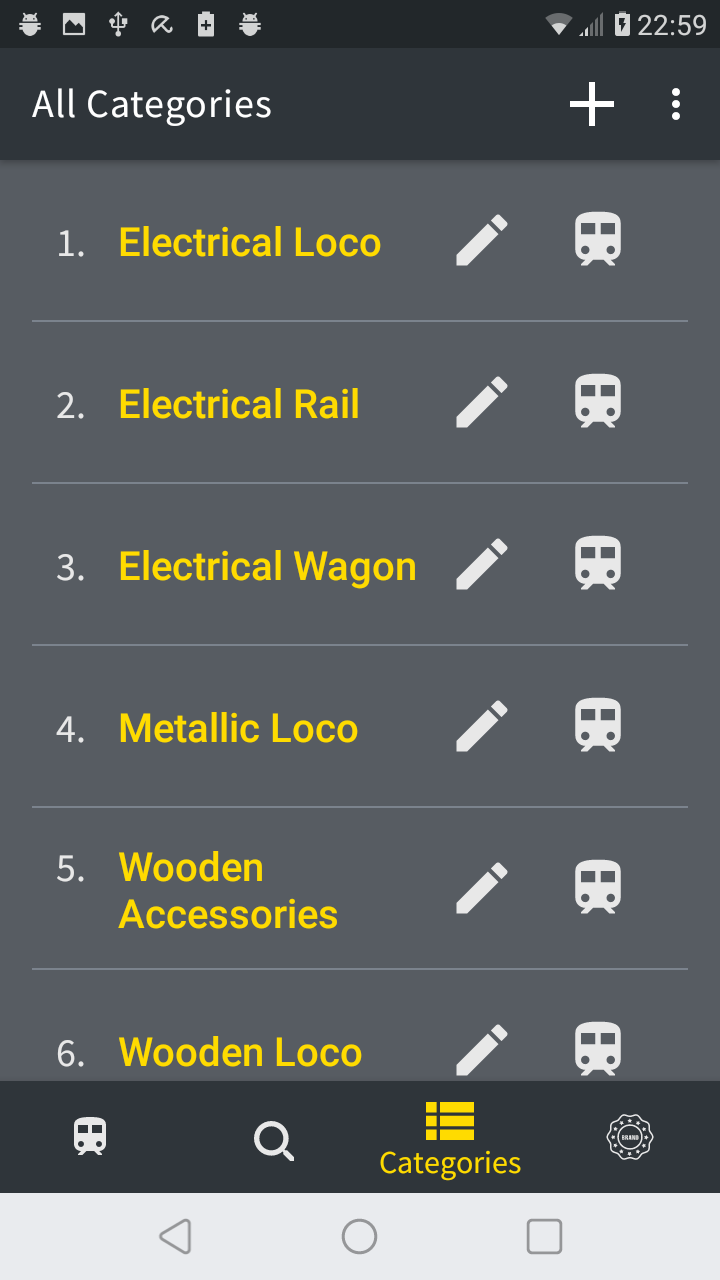 22:59
All Categories
1. Electrical Loco
2. Electrical Rail
3. Electrical Wagon
4. Metallic Loco
5. Wooden
Accessories
6. Wooden Loco
Categories
BRAND